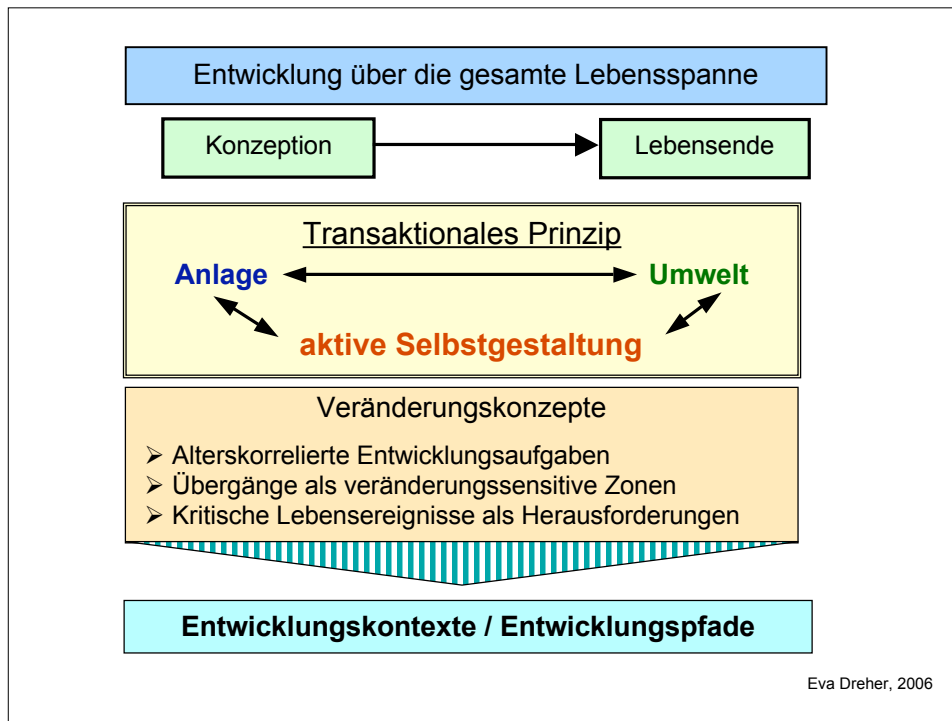 Entwicklung über die gesamte Lebensspanne
Konzeption
Lebensende
Transaktionales Prinzip
Anlage
Umwelt
aktive Selbstgestaltung
Veränderungskonzepte
➢ Alterskorrelierte Entwicklungsaufgaben
➢ Übergänge als veränderungssensitive Zonen
➢ Kritische Lebensereignisse als Herausforderungen
Entwicklungskontexte / Entwicklungspfade
Eva Dreher, 2006